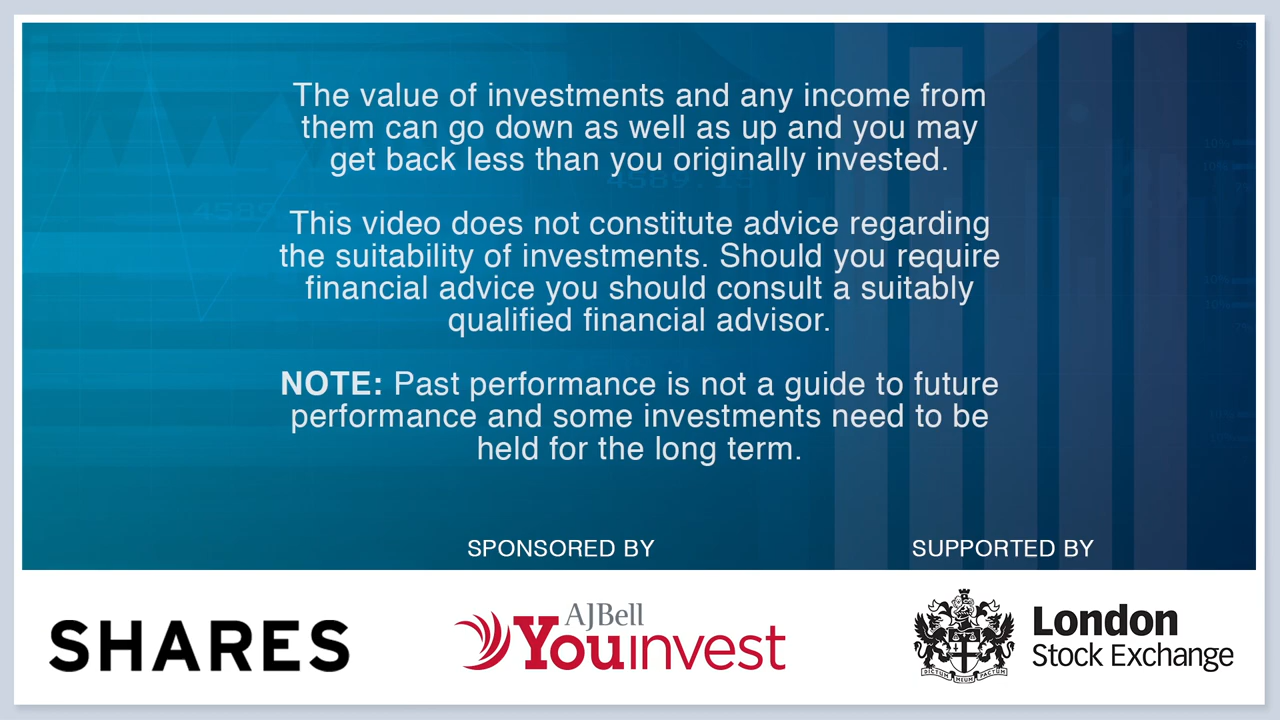 The value of investments and any income from
them can go down as well as up and you may
get back less than you originally invested.
This video does not constitute advice regarding
the suitability of investments. Should you require
financial advice you should consult a suitably
qualified financial advisor.
NOTE: Past performance is not a guide to future
performance and some investments need to be
held for the long term.
SPONSORED BY
SUPPORTED BY
SHARES
AJBell
Youinvest
London
Stock Exchange
DICTUM MEUM PACTUM